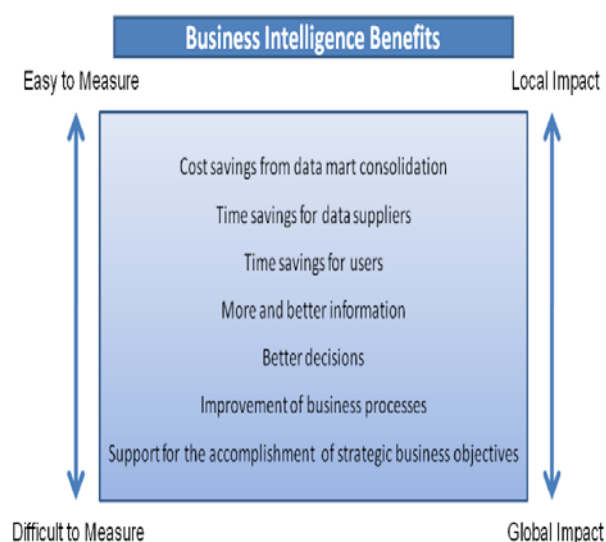 Business Intelligence Benefits
Easy to Measure
Local Impact
Cost savings from data mart consolidation
Time savings for data suppliers
Time savings for users
More and better information
Better decisions
Improvement of business processes
Support for the accomplishment of strategic business objectives
Difficult to Measure
Global Impact